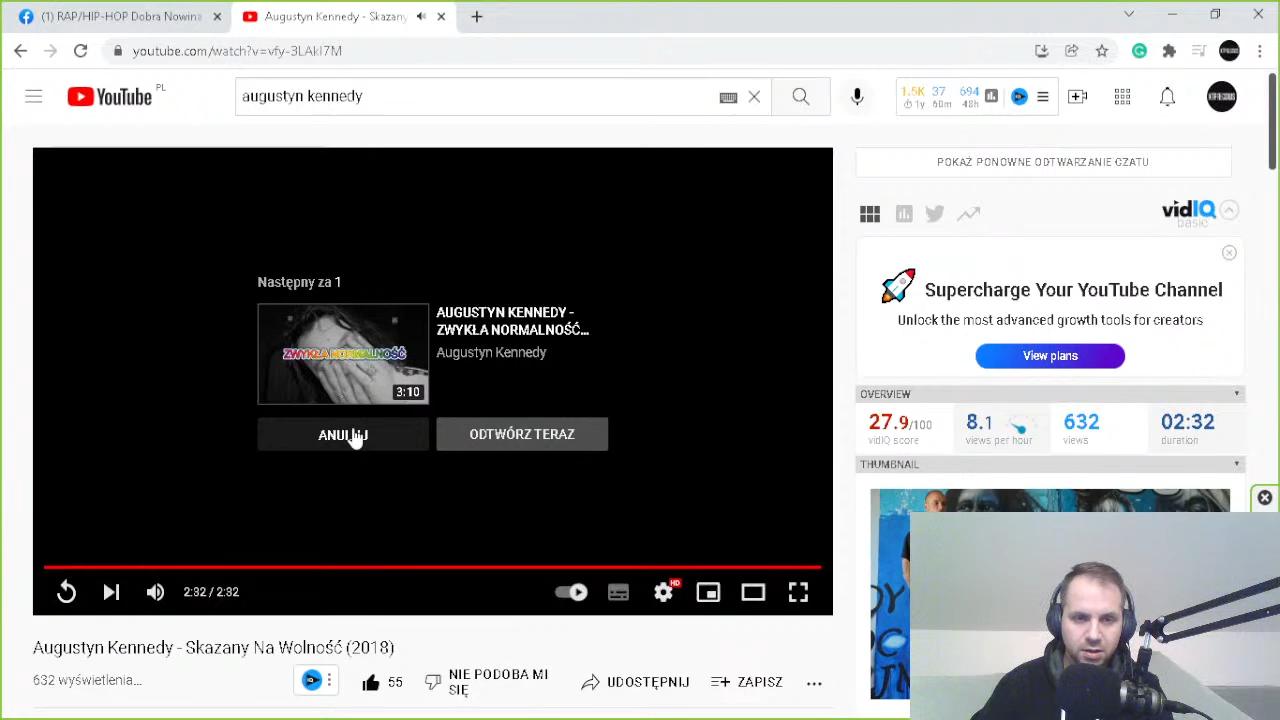 (1) RAP/HIP-HOP Dobra Nowina
Augustyn Kennedy - Skazany
youtube.com/watch?v=vfy-3LAkI7M
YouTube PL
augustyn kennedy
1.5K 37 694
1y 60m 48h
POKAŻ PONOWNE ODTWARZANIE CZATU
vidIQ
basic
Supercharge Your YouTube Channel
Unlock the most advanced growth tools for creators
View plans
OVERVIEW
27.9/100 8.1 632 02:32
vidIQ score views per hour views duration
THUMBNAIL
Następny za 1
AUGUSTYN KENNEDY -
ZWYKŁA NORMALNOŚĆ...
Augustyn Kennedy
ZWYKŁA NORMALNOŚĆ
3:10
ANULUJ
ODTWÓRZ TERAZ
2:32 / 2:32
HD
Augustyn Kennedy - Skazany Na Wolność (2018)
632 wyświetlenia...
55
NIE PODOBA MI
SIĘ
UDOSTĘPNIJ
ZAPISZ